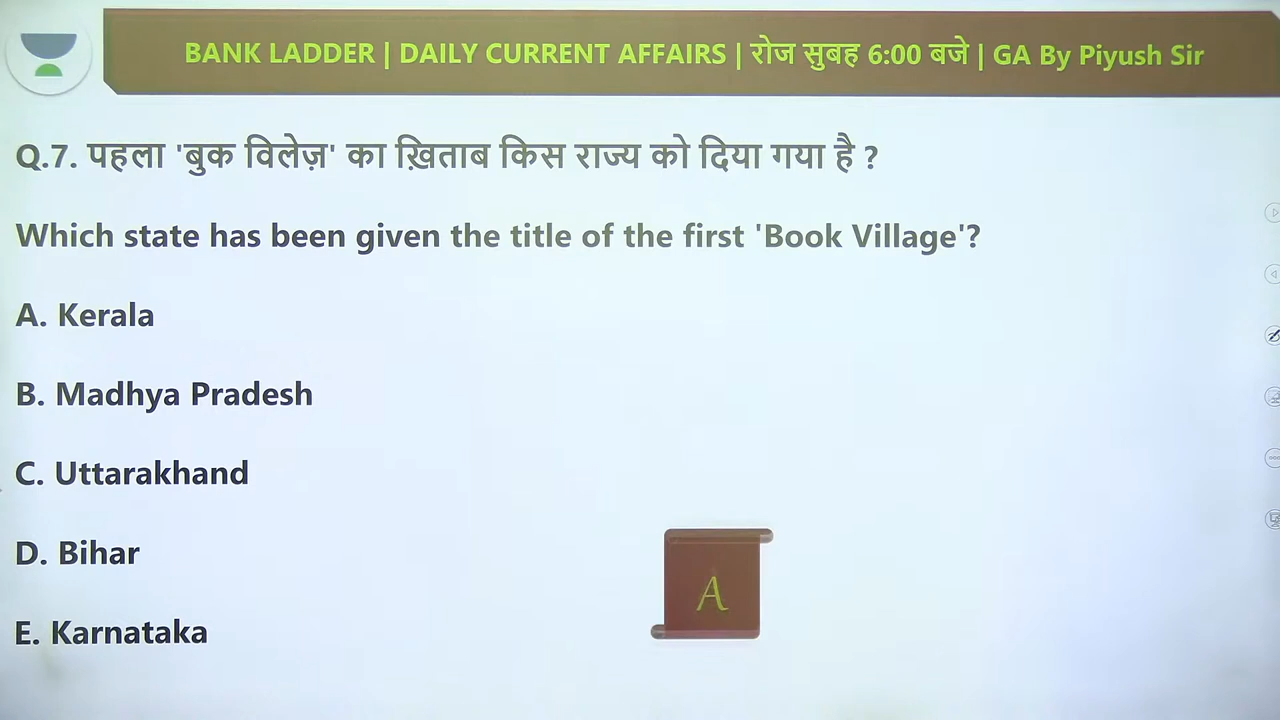 BANK LADDER | DAILY CURRENT AFFAIRS | रोज सुबह 6:00 बजे | GA By Piyush Sir
Q.7. पहला 'बुक विलेज़' का ख़िताब किस राज्य को दिया गया है ?
Which state has been given the title of the first 'Book Village'?
A. Kerala
B. Madhya Pradesh
C. Uttarakhand
D. Bihar
E. Karnataka
A